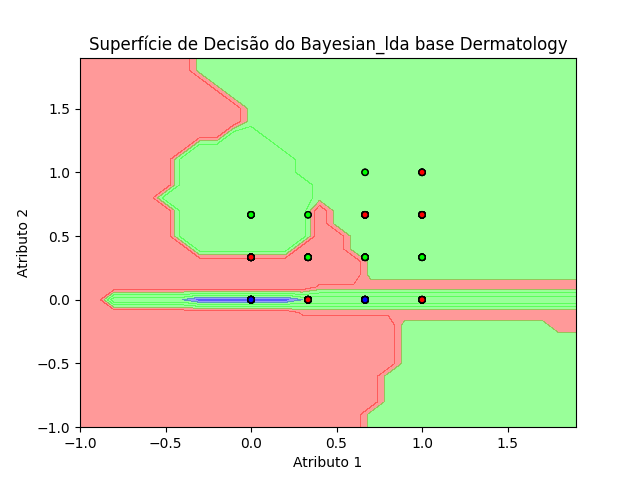 Superfície de Decisão do Bayesian_lda base Dermatology
Atributo 2
1.5
1.0
0.5
0.0
−0.5
−1.0
−1.0 −0.5 0.0 0.5 1.0 1.5
Atributo 1